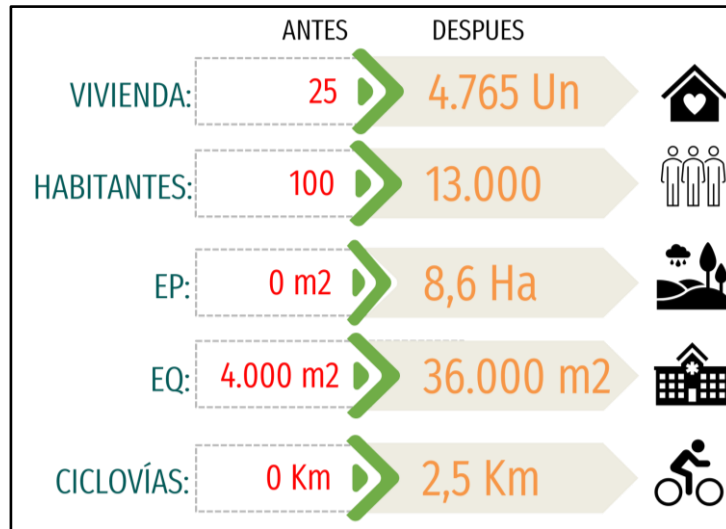 ANTES DESPUES
VIVIENDA: 25 4.765 Un
HABITANTES: 100 13.000
EP: 0 m2 8,6 Ha
EQ: 4.000 m2 36.000 m2
CICLOVÍAS: 0 Km 2,5 Km